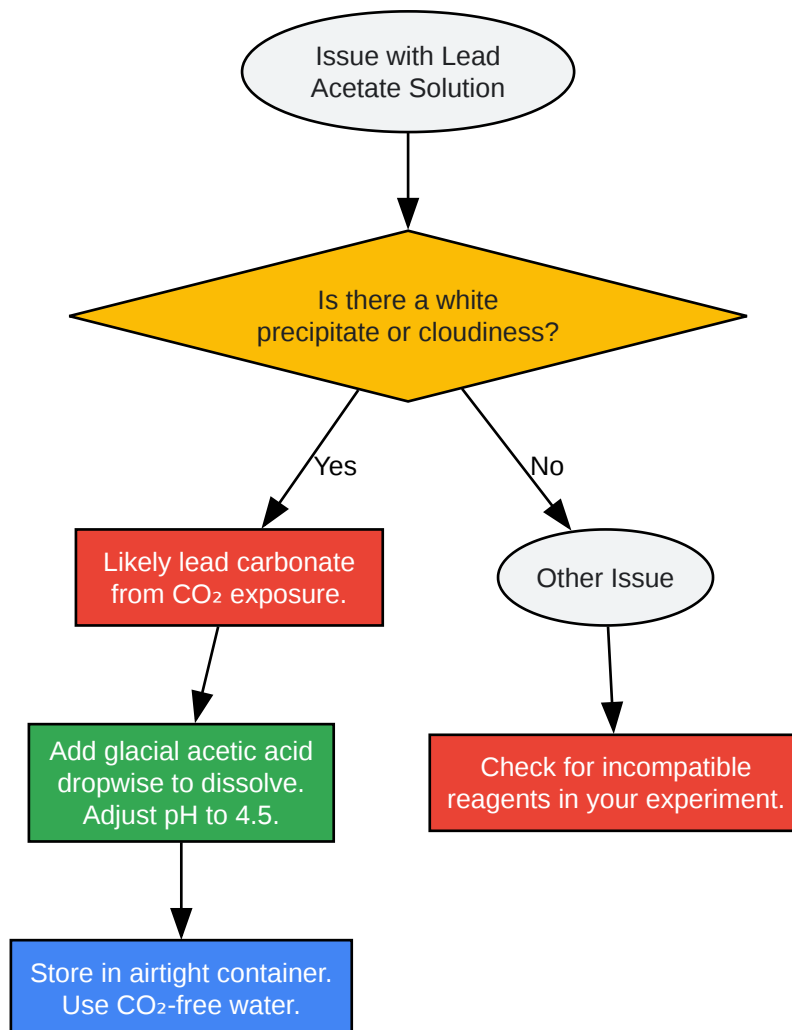 Issue with Lead
Acetate Solution
Is there a white
precipitate or cloudiness?
Yes
No
Likely lead carbonate
from CO₂ exposure.
Other Issue
Add glacial acetic acid
dropwise to dissolve.
Adjust pH to 4.5.
Check for incompatible
reagents in your experiment.
Store in airtight container.
Use CO₂-free water.